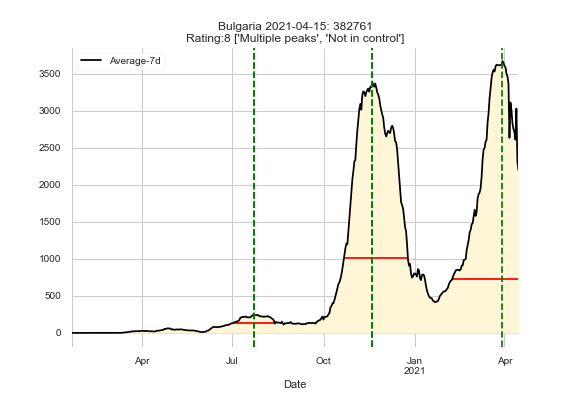 Bulgaria 2021-04-15: 382761
Rating:8 ['Multiple peaks', 'Not in control']
Average-7d
3500
3000
2500
2000
1500
1000
500
0
Apr Jul Oct Jan Apr
2021
Date